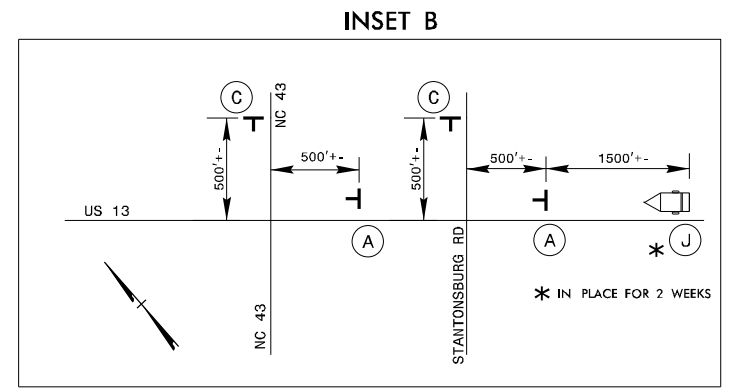 INSET B
C
C
NC 43
500'+-
500'+-
500'+-
500'+-
1500'+-
US 13
A
A
J
STANTONSBURG RD
NC 43
* IN PLACE FOR 2 WEEKS
*